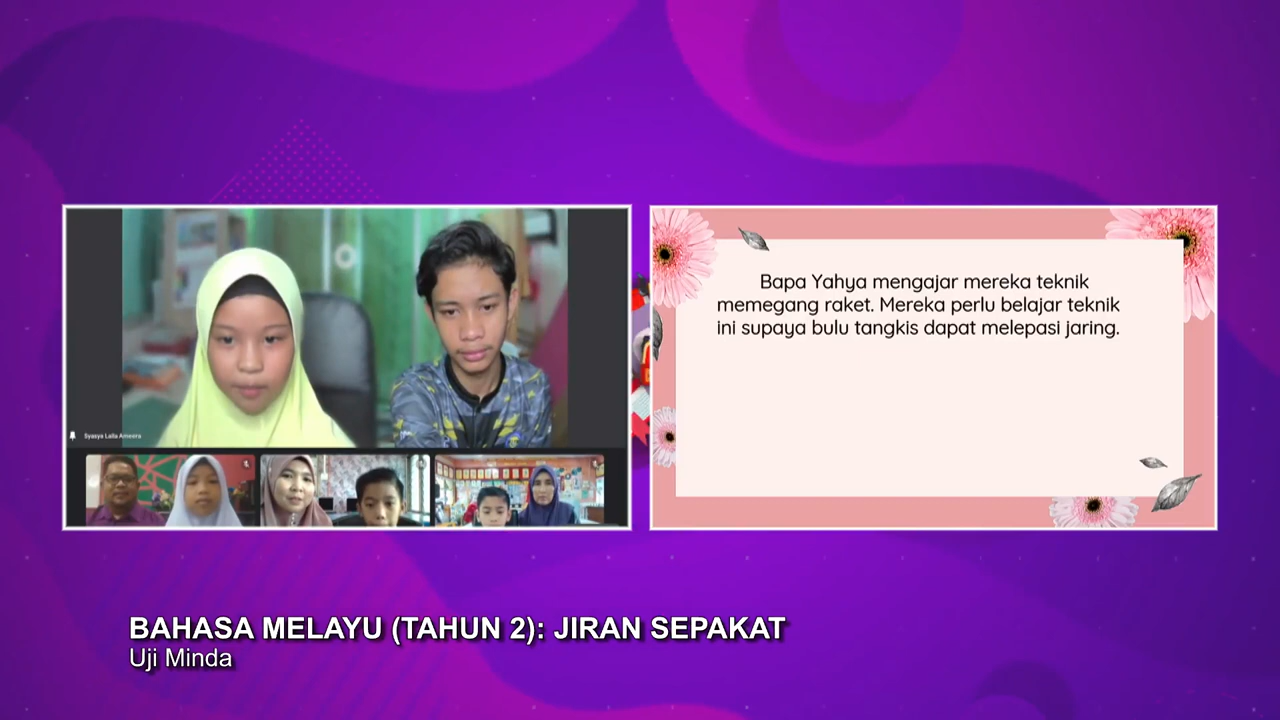 Syasya Laila Ameera
Bapa Yahya mengajar mereka teknik
memegang raket. Mereka perlu belajar teknik
ini supaya bulu tangkis dapat melepasi jaring.
BAHASA MELAYU (TAHUN 2): JIRAN SEPAKAT
Uji Minda